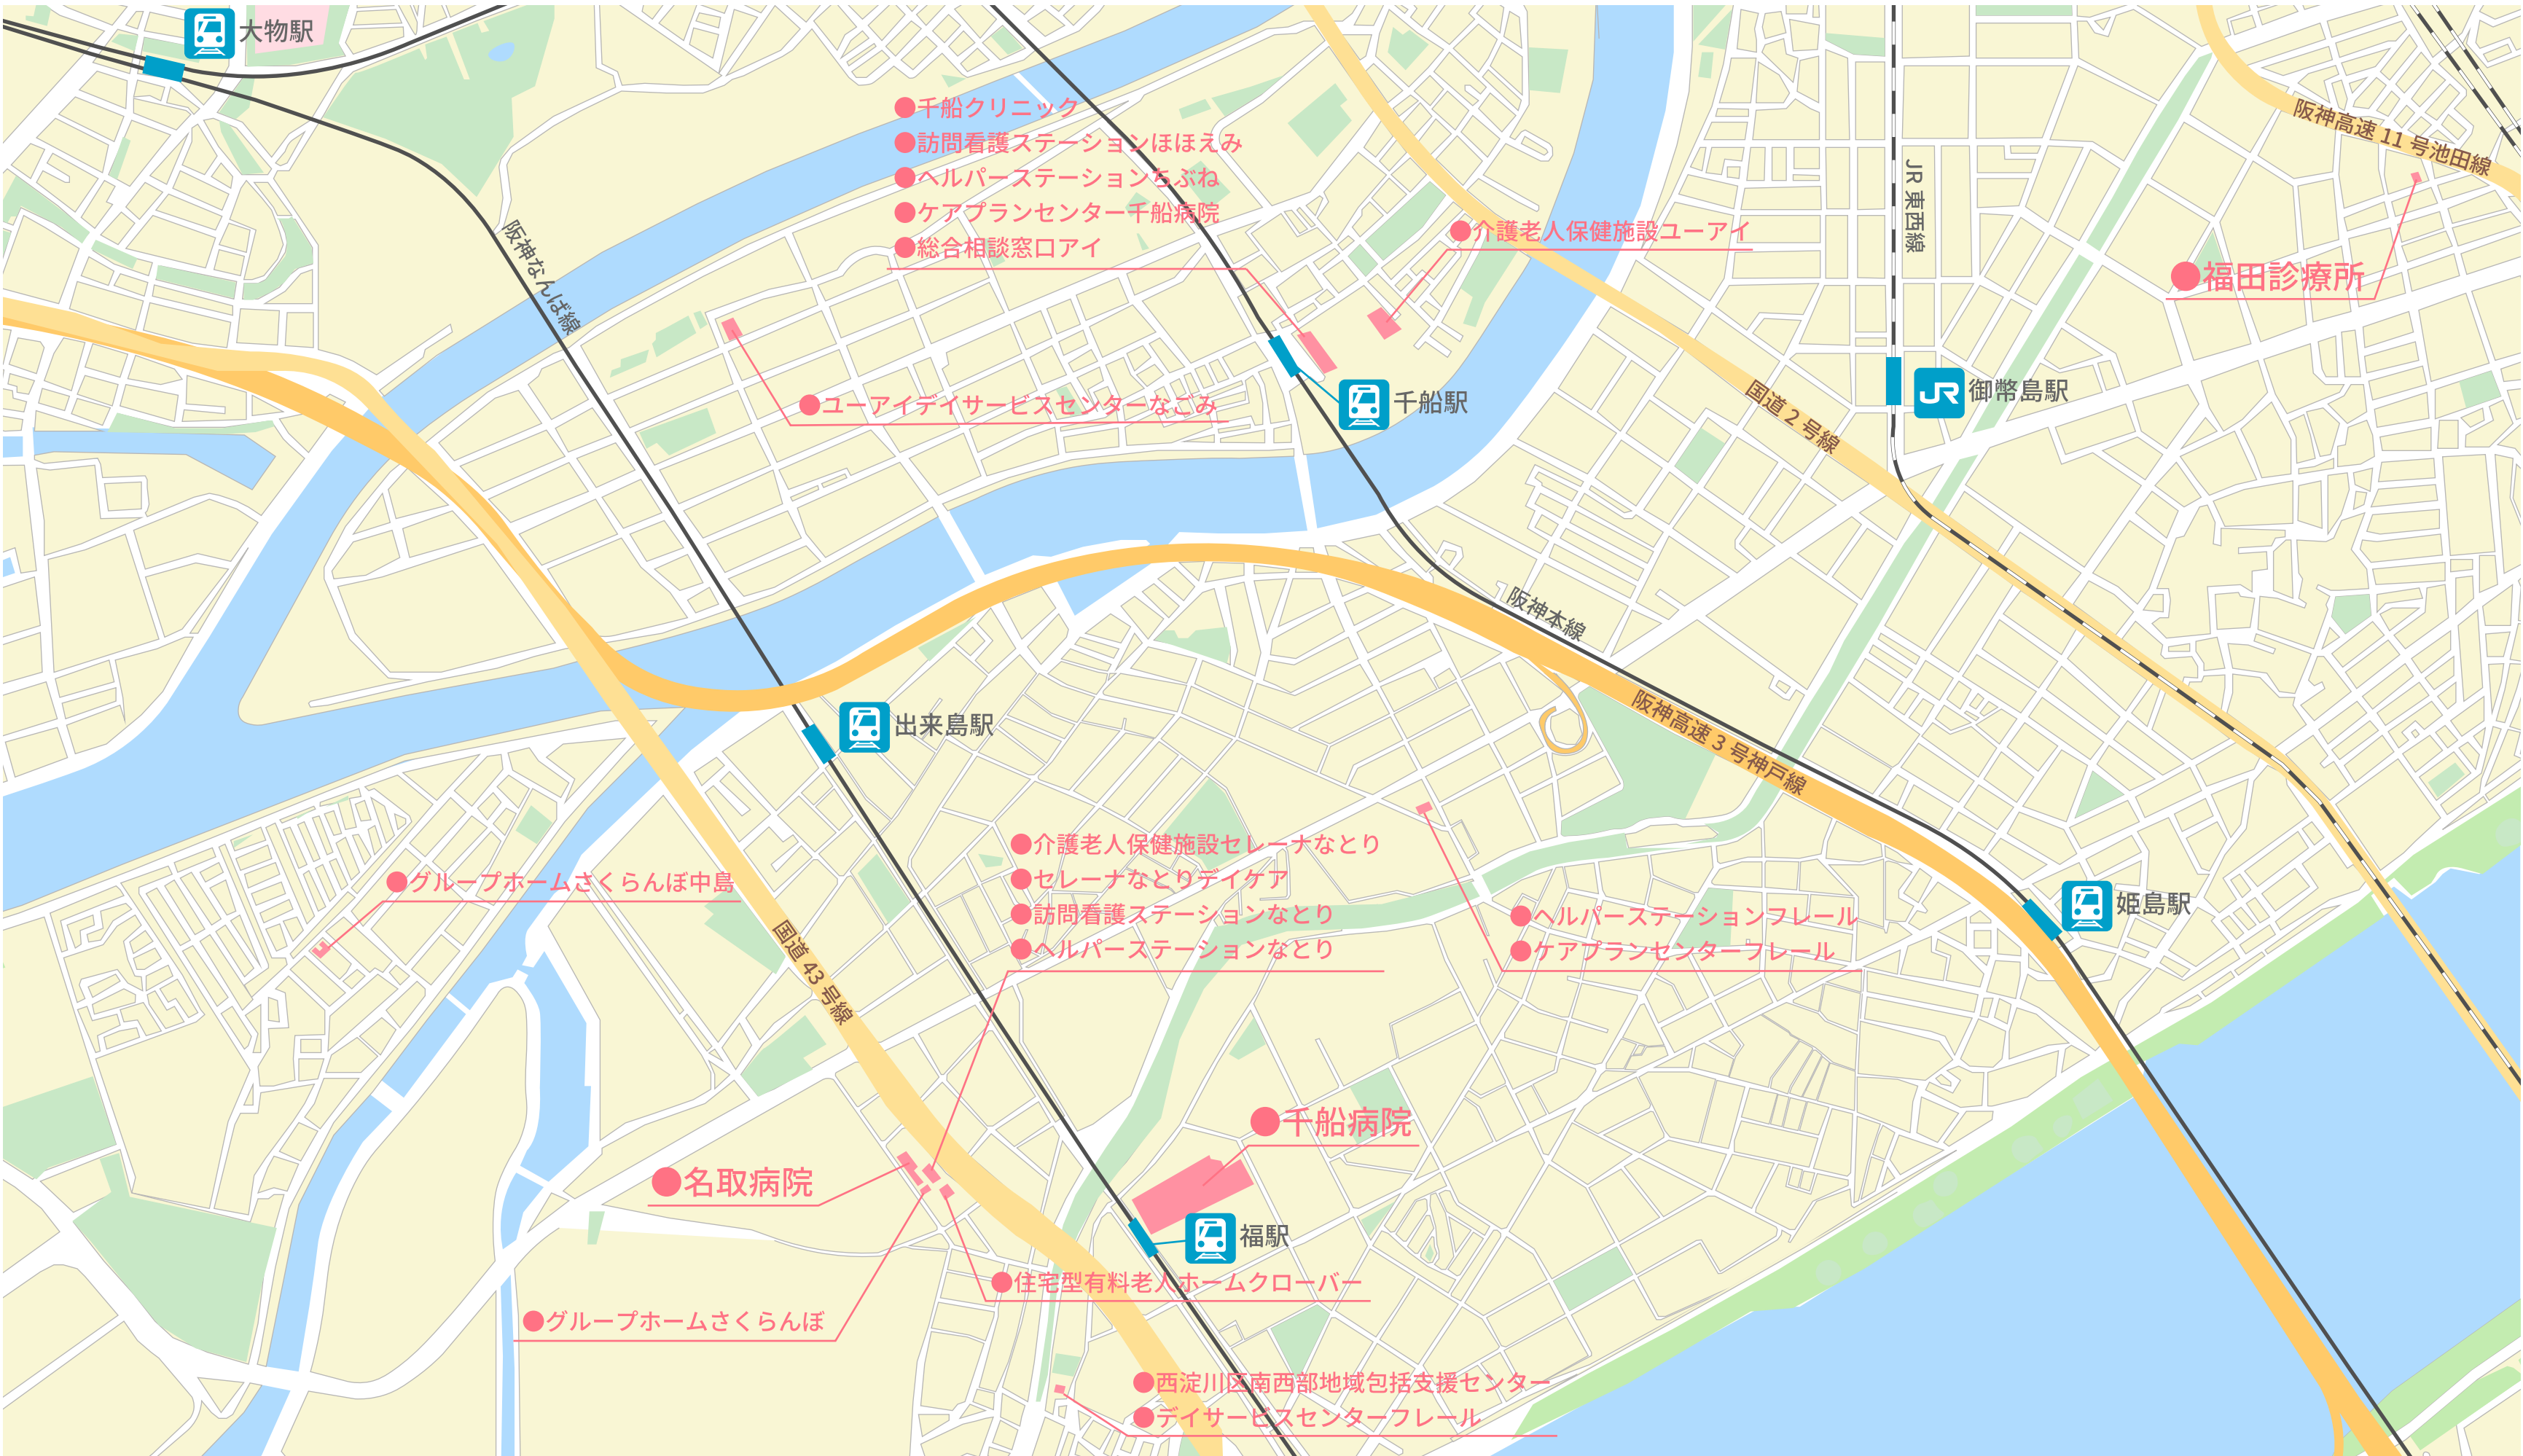 大物駅
●千船クリニック
●訪問看護ステーションほほえみ
●ヘルパーステーションちぶね
●ケアプランセンター千船病院
●総合相談窓口アイ
阪神高速 11 号池田線
JR 東西線
阪神なんば線
●介護老人保健施設ユーアイ
●福田診療所
●ユーアイデイサービスセンターなごみ
千船駅
国道 2 号線
JR
御幣島駅
阪神本線
出来島駅
阪神高速 3 号神戸線
●グループホームさくらんぼ中島
●介護老人保健施設セレーナなとり
●セレーナなとりデイケア
●訪問看護ステーションなとり
●ヘルパーステーションなとり
●ヘルパーステーションフレール
●ケアプランセンターフレール
姫島駅
国道 43 号線
●千船病院
●名取病院
福駅
●住宅型有料老人ホームクローバー
●グループホームさくらんぼ
●西淀川区南西部地域包括支援センター
●デイサービスセンターフレール